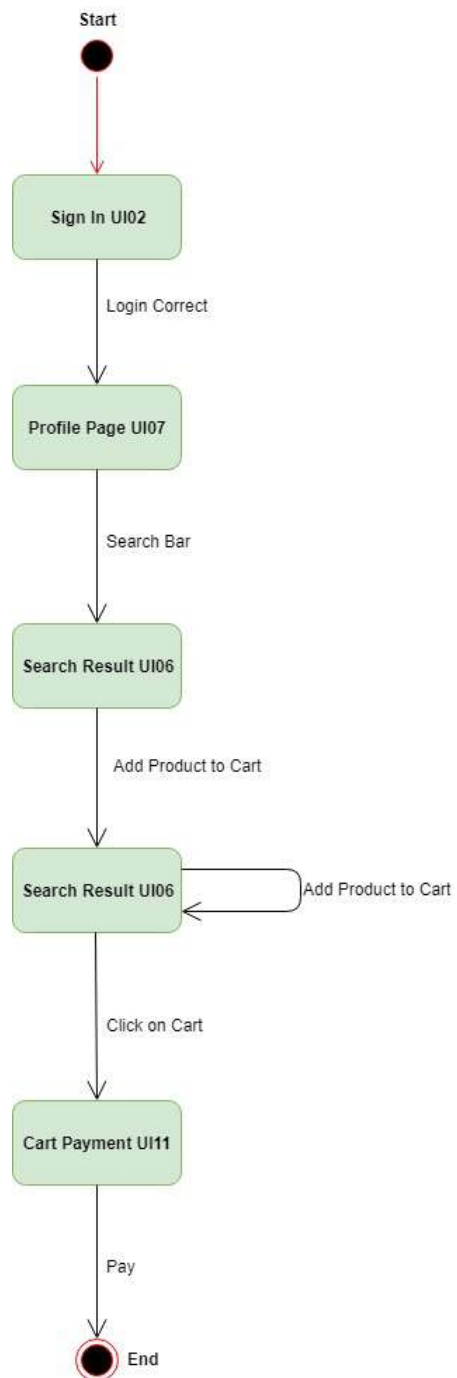 Start
Sign In UI02
Login Correct
Profile Page UI07
Search Bar
Search Result UI06
Add Product to Cart
Search Result UI06
Add Product to Cart
Click on Cart
Cart Payment UI11
Pay
End